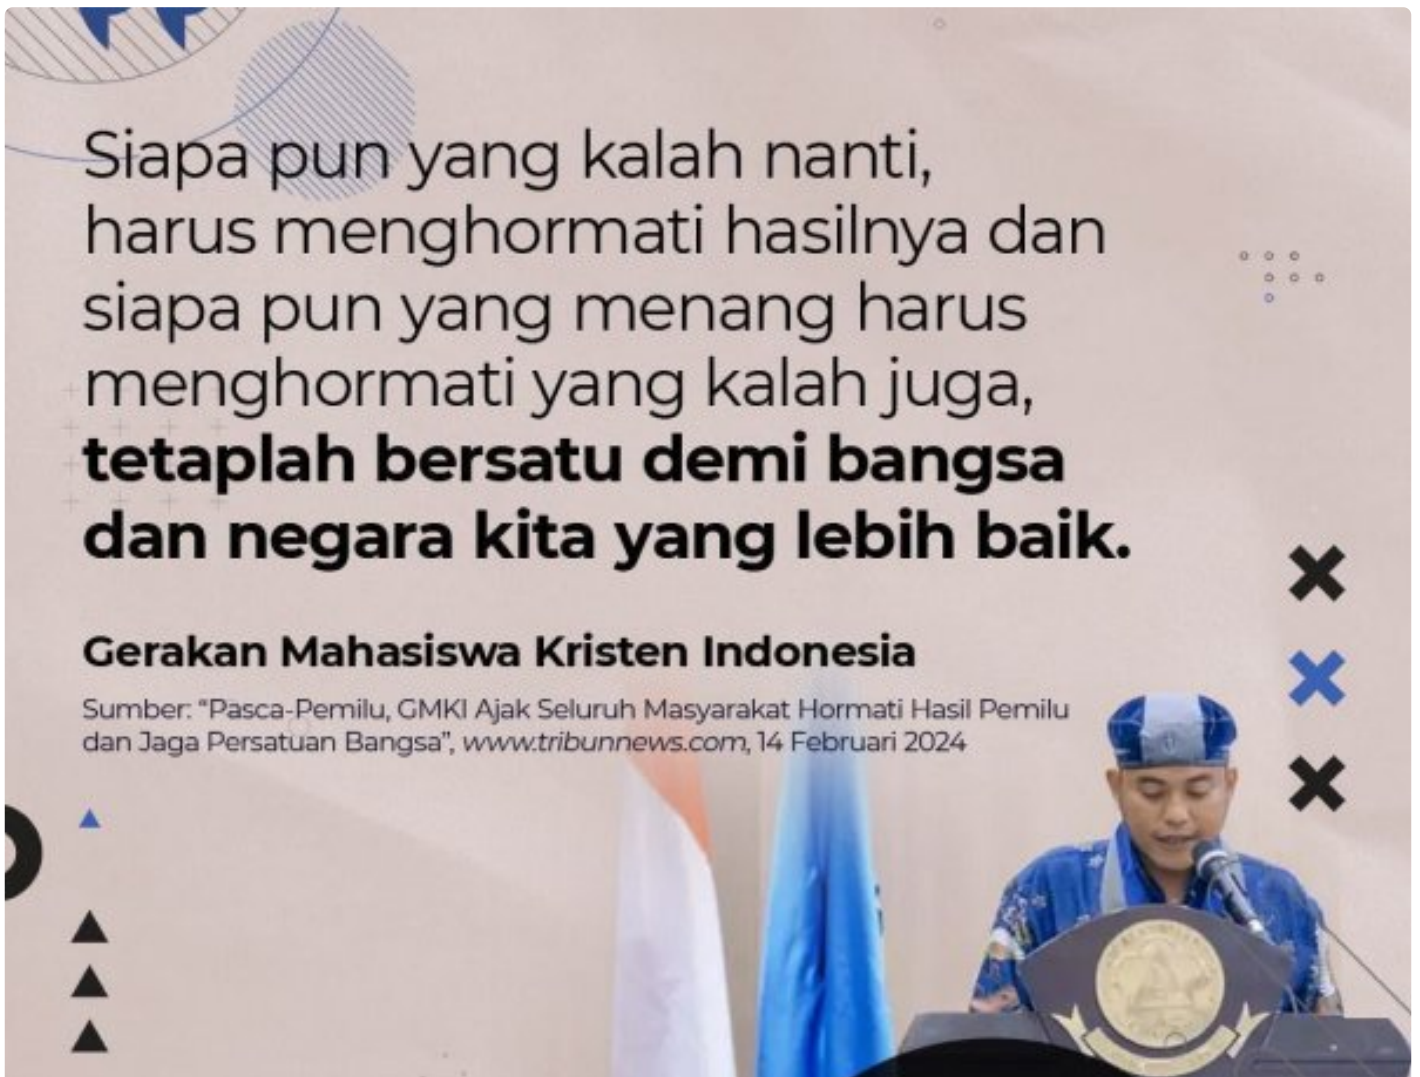 Siapa pun yang kalah nanti,
harus menghormati hasilnya dan
siapa pun yang menang harus
menghormati yang kalah juga,
tetaplah bersatu demi bangsa
dan negara kita yang lebih baik.
Gerakan Mahasiswa Kristen Indonesia
Sumber: “Pasca-Pemilu, GMKI Ajak Seluruh Masyarakat Hormati Hasil Pemilu
dan Jaga Persatuan Bangsa”, www.tribunnews.com, 14 Februari 2024